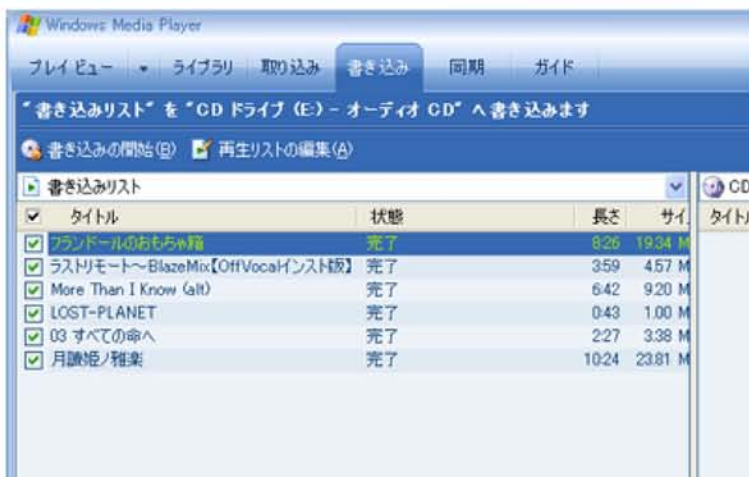 Windows Media Player
プレイ ビュー ライブラリ 取り込み 書き込み 同期 ガイド
"書き込みリスト" を "CD ドライブ (E:) - オーディオ CD" へ書き込みます
書き込みの開始(B) 再生リストの編集(A)
書き込みリスト CD
タイトル 状態 長さ サイ タイトル
フランドールのおもちゃ箱 完了 8:26 19.34 M
ラストリモート～BlazeMix【OffVocalインスト版】 完了 3:59 4.57 M
More Than I Know (alt) 完了 6:42 9.20 M
LOST-PLANET 完了 0:43 1.00 M
03 すべての命へ 完了 2:27 3.38 M
月讀姫ノ雅楽 完了 10:24 23.81 M